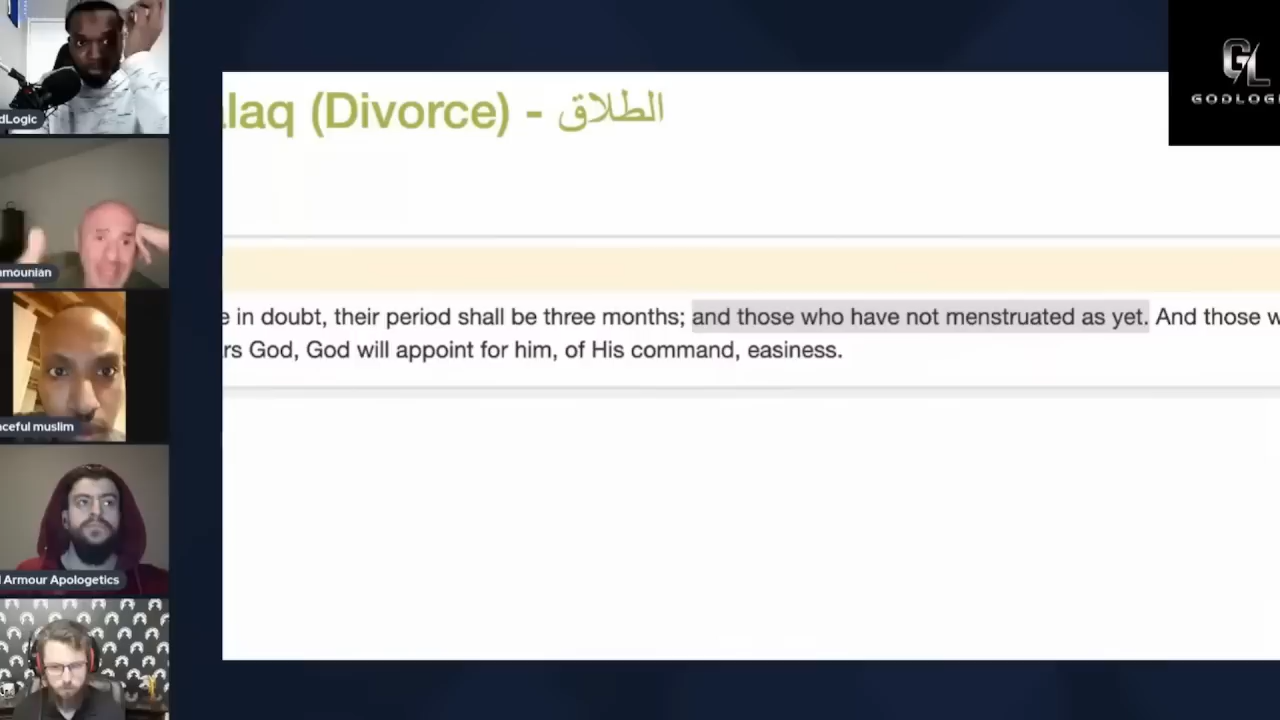 dLogic
amounian
aceful muslim
l Armour Apologetics
alaq (Divorce) - الطلاق
e in doubt, their period shall be three months; and those who have not menstruated as yet. And those w
rs God, God will appoint for him, of His command, easiness.
GL
GODLOGI